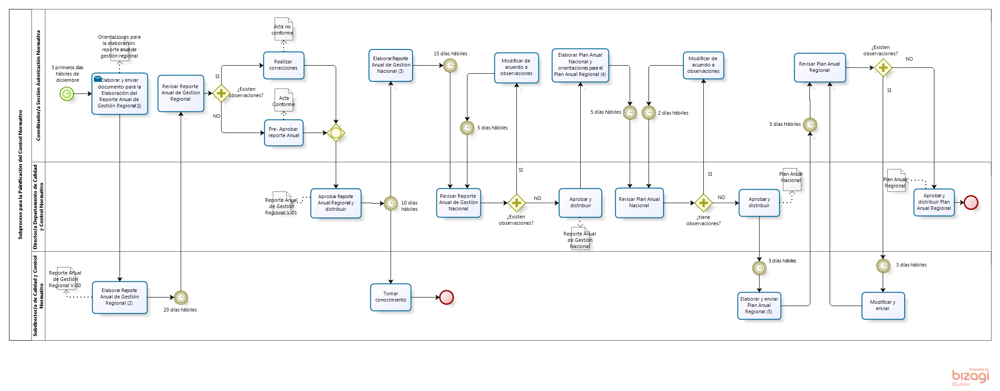 Subproceso para la Painificación del Control Normativo
Coordinador/a Sección Autorización Normativa
Orientaciones para
la elaboración
reporte anual de
gestión regional
5 primeros dias
hábiles de
diciembre
Elaborar y enviar
documento para la
Elaboración del
Reporte Anual de
Gestión Regional(1)
Revisar Reporte
Anual de Gestion
Regional
SI
NO
¿Existen
observaciones?
Acta no
conforme
Realizar
correcciones
Acta
Conforme
Pre- Aprobar
reporte Anual
Elaborar Reporte
Anual de Gestion
Nacional (3)
15 días hábiles
5 dias hábiles
Modificar de
acuerdo a
observaciones
Elaborar Plan Anual
Nacional y
orientaciones para el
Plan Anual Regional (4)
5 días hábiles
2 días hábiles
Modificar de
acuerdo a
observaciones
Revisar Plan Anual
Regional
5 días Hábiles
¿Existen
observaciones?
NO
SI
Director/a Departamento de Calidad
y Control Normativo
Reporte Anual
de Gestión
Regional V-01
Aprobar Reporte
Anual Regional y
distribuir
10 días
hábiles
Revisar Reporte
Anual de Gestión
Nacional
SI
NO
¿Existen
observaciones?
Aprobar y
distribuir
Reporte Anual
de Gestión
Nacional
Revisar Plan Anual
Nacional
SI
NO
¿tiene
observaciones?
Aprobar y
distribuir
Plan Anual
Nacional
Plan Anual
Regional
Aprobar y
distribuir Plan
Anual Regional
Subdirector/a de Calidad y Control
Normativo
Reporte Anual
de Gestión
Regional V-00
Elaborar Reporte
Anual de Gestión
Regional (2)
20 días hábiles
Tomar
conocimiento
5 días hábiles
Elaborar y enviar
Plan Anual
Regional (5)
3 días hábiles
Modificar y
enviar
Powered by
bizagi
Modeler